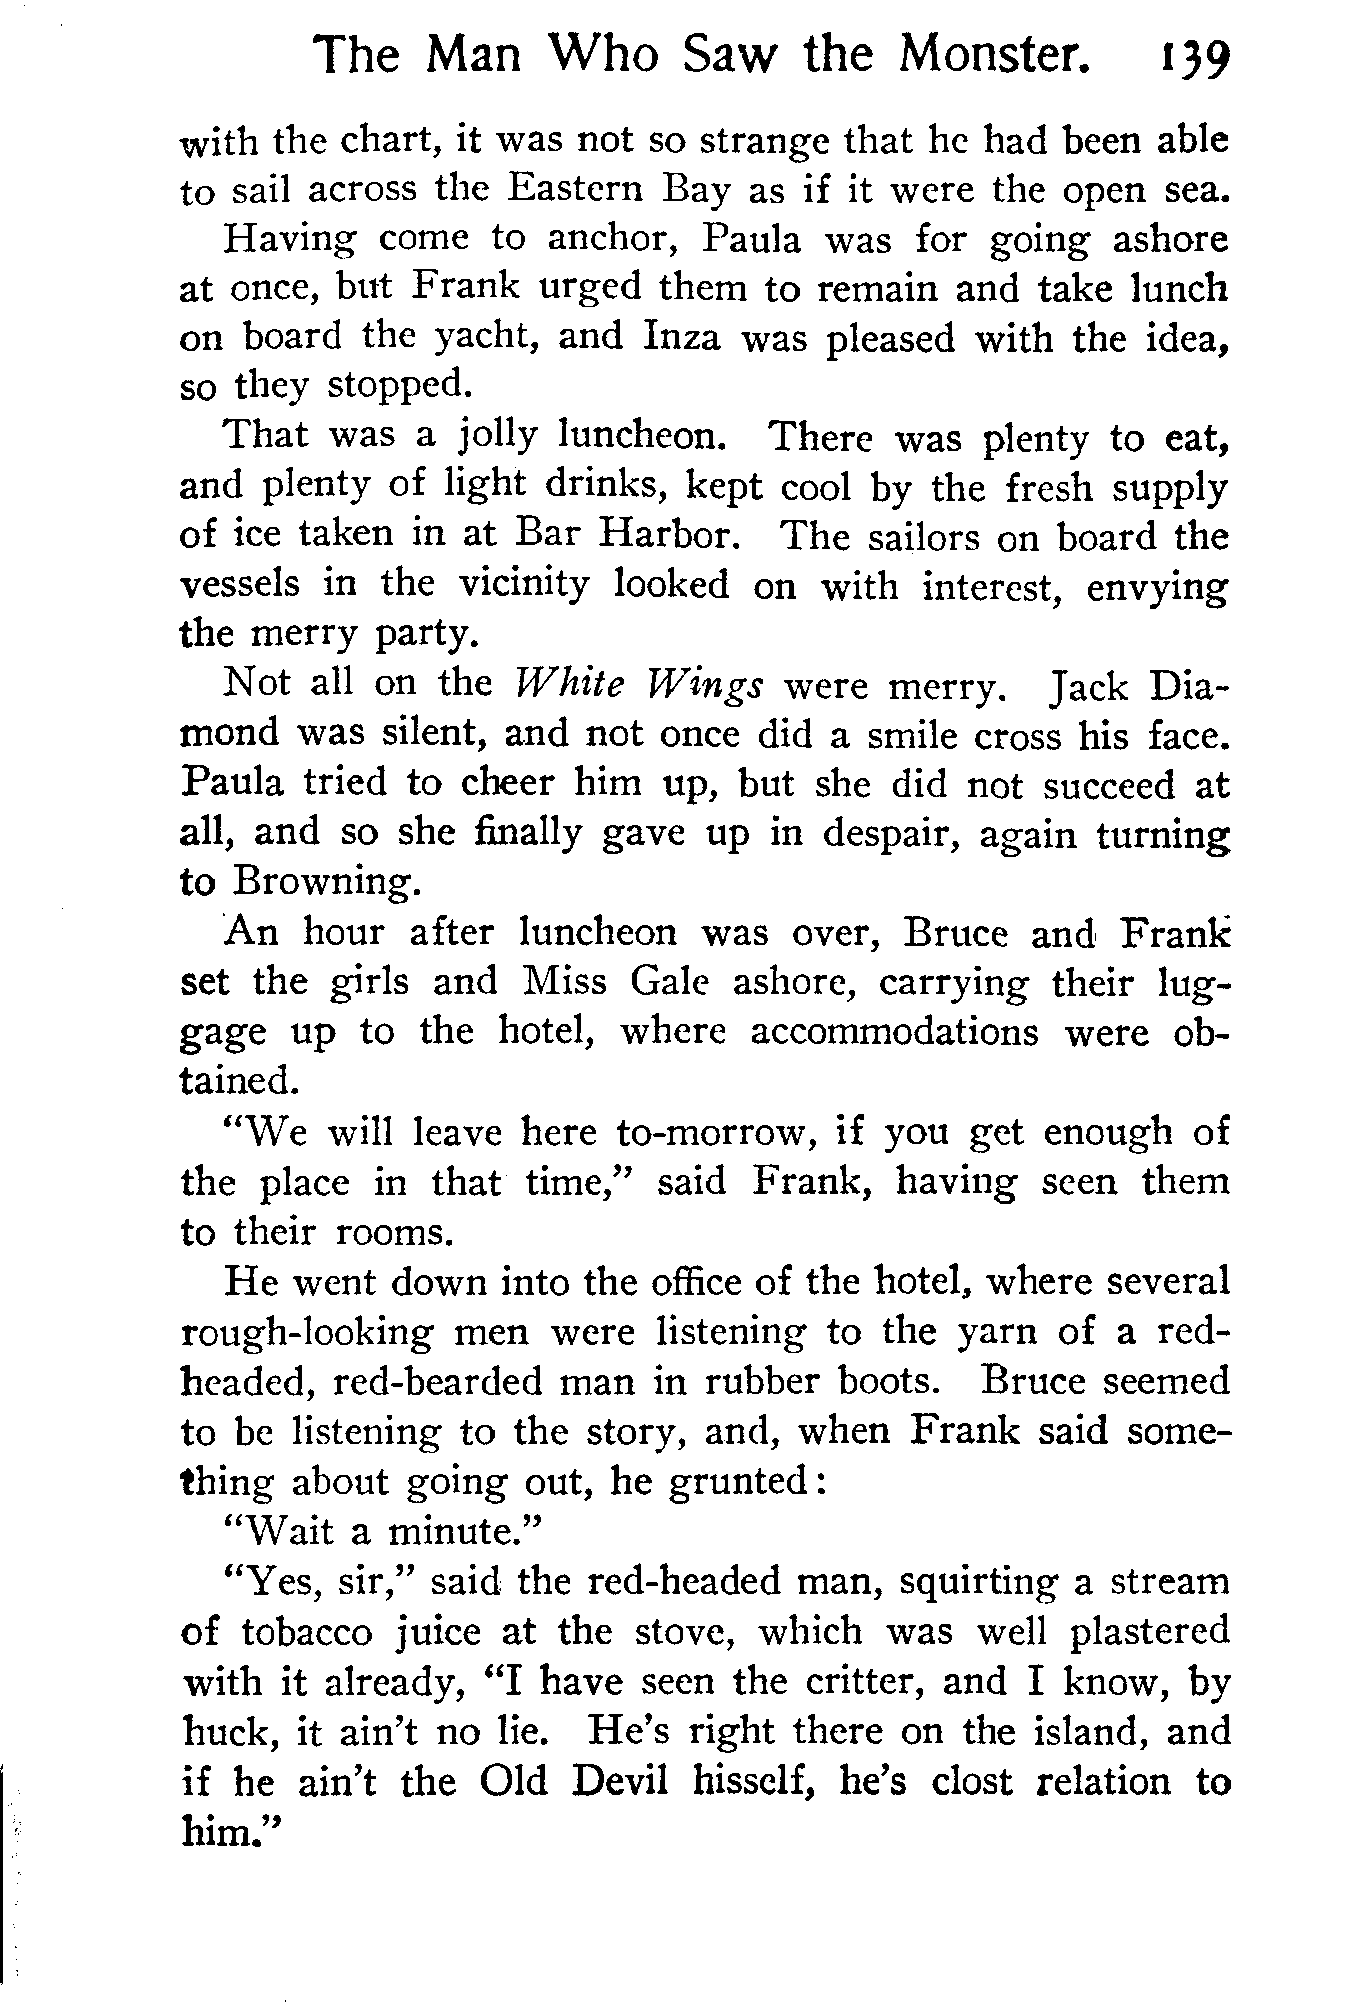 The Man Who Saw the Monster. 139
with the chart, it was not so strange that he had been able
to sail across the Eastern Bay as if it were the open sea.
Having come to anchor, Paula was for going ashore
at once, but Frank urged them to remain and take lunch
on board the yacht, and Inza was pleased with the idea,
so they stopped.
That was a jolly luncheon. There was plenty to eat,
and plenty of light drinks, kept cool by the fresh supply
of ice taken in at Bar Harbor. The sailors on board the
vessels in the vicinity looked on with interest, envying
the merry party.
Not all on the White Wings were merry. Jack Dia-
mond was silent, and not once did a smile cross his face.
Paula tried to cheer him up, but she did not succeed at
all, and so she finally gave up in despair, again turning
to Browning.
An hour after luncheon was over, Bruce and Frank
set the girls and Miss Gale ashore, carrying their lug-
gage up to the hotel, where accommodations were ob-
tained.
"We will leave here to-morrow, if you get enough of
the place in that time," said Frank, having seen them
to their rooms.
He went down into the office of the hotel, where several
rough-looking men were listening to the yarn of a red-
headed, red-bearded man in rubber boots. Bruce seemed
to be listening to the story, and, when Frank said some-
thing about going out, he grunted:
"Wait a minute."
"Yes, sir," said the red-headed man, squirting a stream
of tobacco juice at the stove, which was well plastered
with it already, "I have seen the critter, and I know, by
huck, it ain't no lie. He's right there on the island, and
if he ain't the Old Devil hisself, he's clost relation to
him."